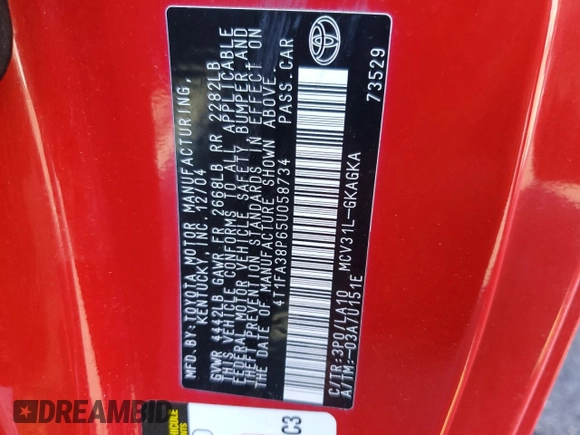 MFD.BY: TOYOTA MOTOR MANUFACTURING,
KENTUCKY, INC. 12/04
GVWR 4442LB GAWR FR 2668LB RR 2282LB
THIS VEHICLE CONFORMS TO ALL APPLICABLE
FEDERAL MOTOR VEHICLE SAFETY, BUMPER, AND
THEFT PREVENTION STANDARDS IN EFFECT ON
THE DATE OF MANUFACTURE SHOWN ABOVE.
4T1FA38P65U058734 PASS.CAR
C/TR:3P0/LA10 MCV31L-GKAGKA
A/TM:-03A/U151E
73529
C3
DREAMBID